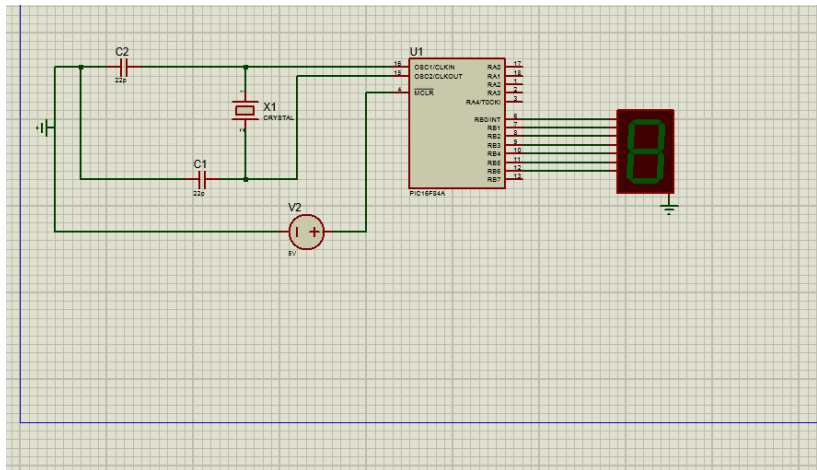 C2
22p
X1
CRYSTAL
1
2
C1
22p
V2
5V
U1
16 OSC1/CLKIN RA0 17
15 OSC2/CLKOUT RA1 18
RA2 1
4 MCLR RA3 2
RA4/T0CKI 3
RB0/INT 6
RB1 7
RB2 8
RB3 9
RB4 10
RB5 11
RB6 12
RB7 13
PIC16F84A